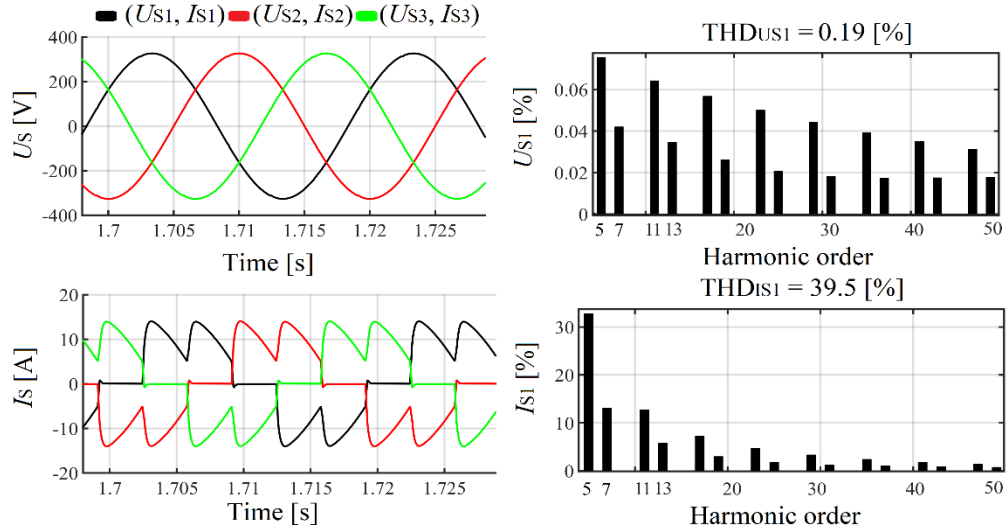 (US1, IS1) (US2, IS2) (US3, IS3)
400
200
0
-200
-400
US [V]
1.7 1.705 1.71 1.715 1.72 1.725
Time [s]
THDUS1 = 0.19 [%]
0.06
0.04
0.02
0
US1 [%]
5 7 11 13 20 30 40 50
Harmonic order
20
10
0
-10
-20
IS [A]
1.7 1.705 1.71 1.715 1.72 1.725
Time [s]
THDIS1 = 39.5 [%]
30
20
10
0
IS1 [%]
5 7 11 13 20 30 40 50
Harmonic order